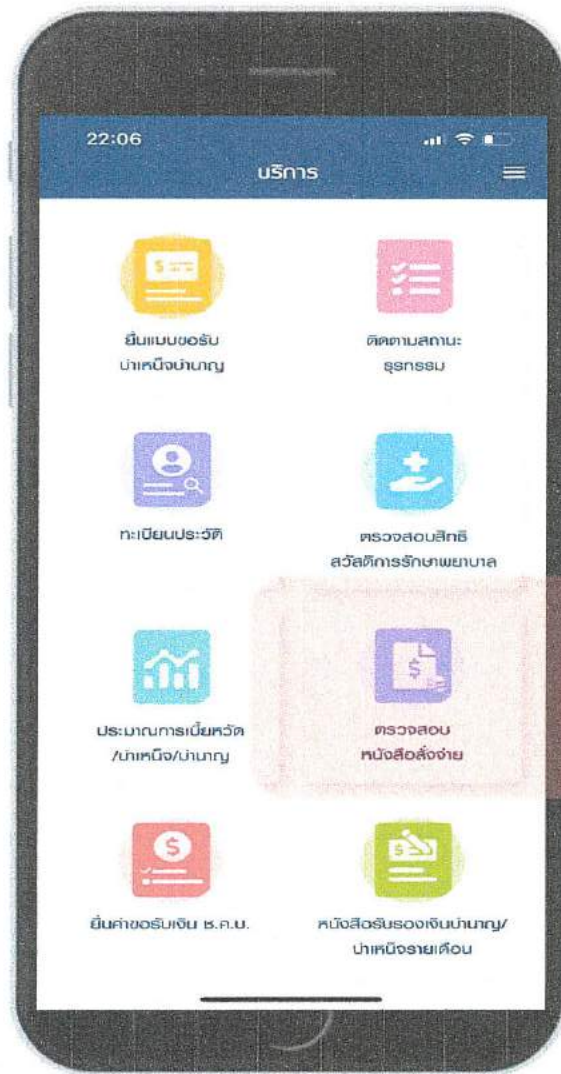 22:06
บริการ
ยื่นแบบขอรับ
บำเหน็จบำนาญ
ติดตามสถานะ
ธุรกรรม
ทะเบียนประวัติ
ตรวจสอบสิทธิ
สวัสดิการรักษาพยาบาล
ประมาณการเบี้ยหวัด
/บำเหน็จ/บำนาญ
ตรวจสอบ
หนังสือสั่งจ่าย
ยื่นคำขอรับเงิน ช.ค.บ.
หนังสือรับรองเงินบำนาญ/
บำเหน็จรายเดือน